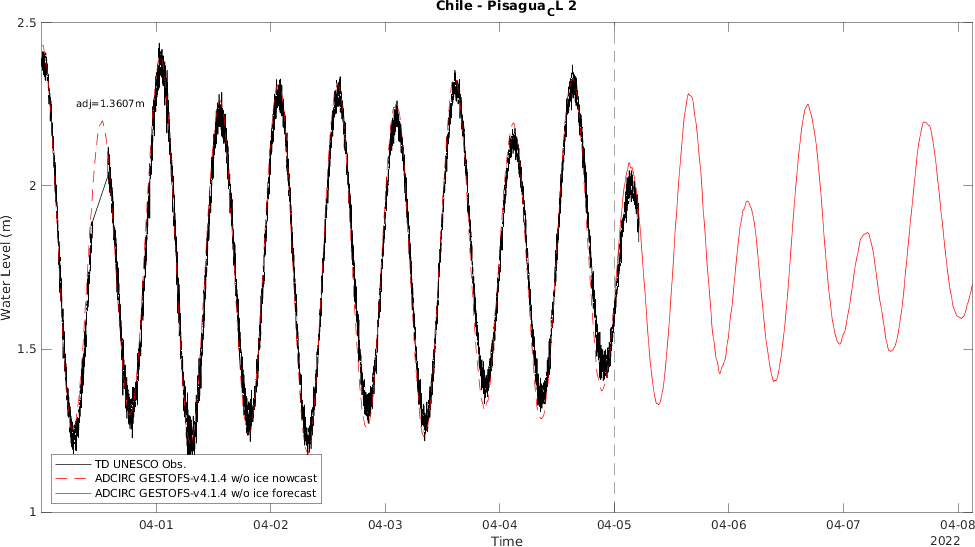 Chile - PisaguaCL 2
2.5
adj=1.3607m
2
Water Level (m)
1.5
TD UNESCO Obs.
ADCIRC GESTOFS-v4.1.4 w/o ice nowcast
ADCIRC GESTOFS-v4.1.4 w/o ice forecast
1
04-01 04-02 04-03 04-04 04-05 04-06 04-07 04-08
Time 2022